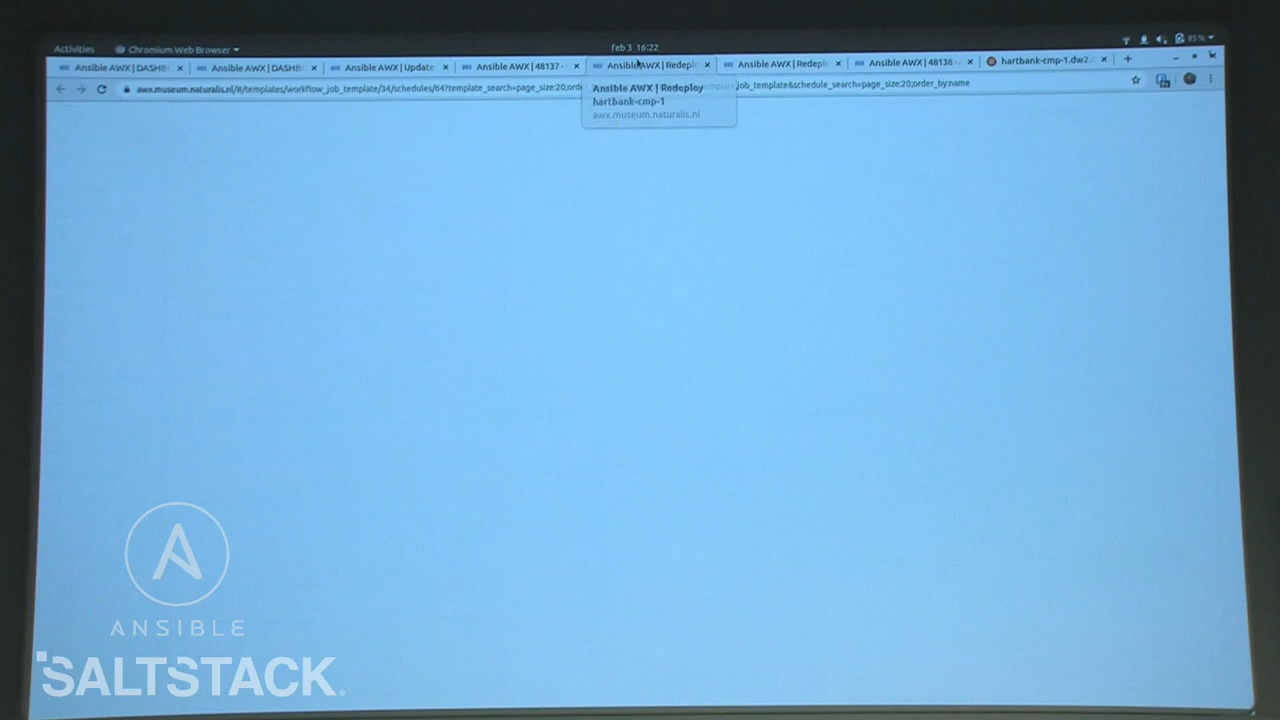 Activities
Chromium Web Browser
feb 3 16:22
85 %
Ansible AWX | DASHB
Ansible AWX | DASHB
Ansible AWX | Update
Ansible AWX | 48137 -
Ansible AWX | Redeplo
Ansible AWX | Redepl
Ansible AWX | 48138 -
hartbank-cmp-1.dw2.
awx.museum.naturalis.nl/#/templates/workflow_job_template/34/schedules/64?template_search=page_size:20;orde
job_template&schedule_search=page_size:20;order_by:name
Ansible AWX | Redeploy
hartbank-cmp-1
awx.museum.naturalis.nl
ANSIBLE
SALTSTACK